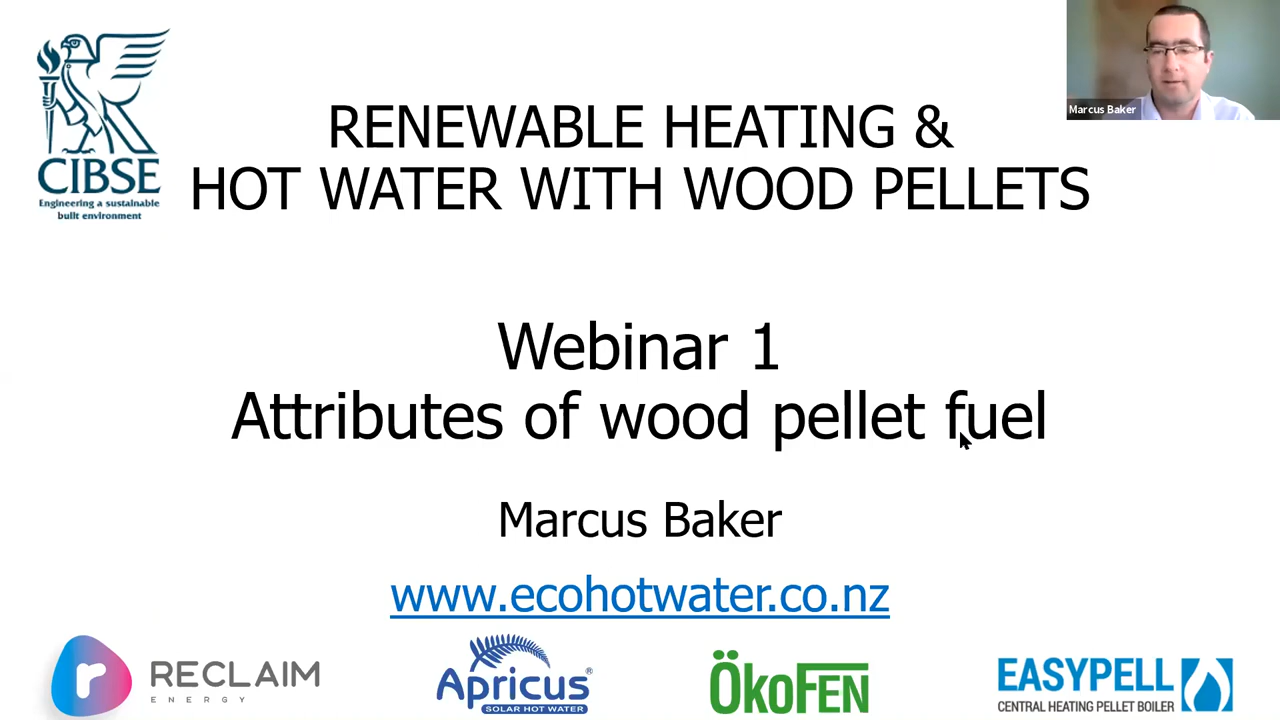 RENEWABLE HEATING &
HOT WATER WITH WOOD PELLETS
CIBSE
Engineering a sustainable
built environment
Marcus Baker
Webinar 1
Attributes of wood pellet fuel
Marcus Baker
www.ecohotwater.co.nz
r RECLAIM
ENERGY
Apricus®
SOLAR HOT WATER
ÖkoFEN
EASYPELL
CENTRAL HEATING PELLET BOILER